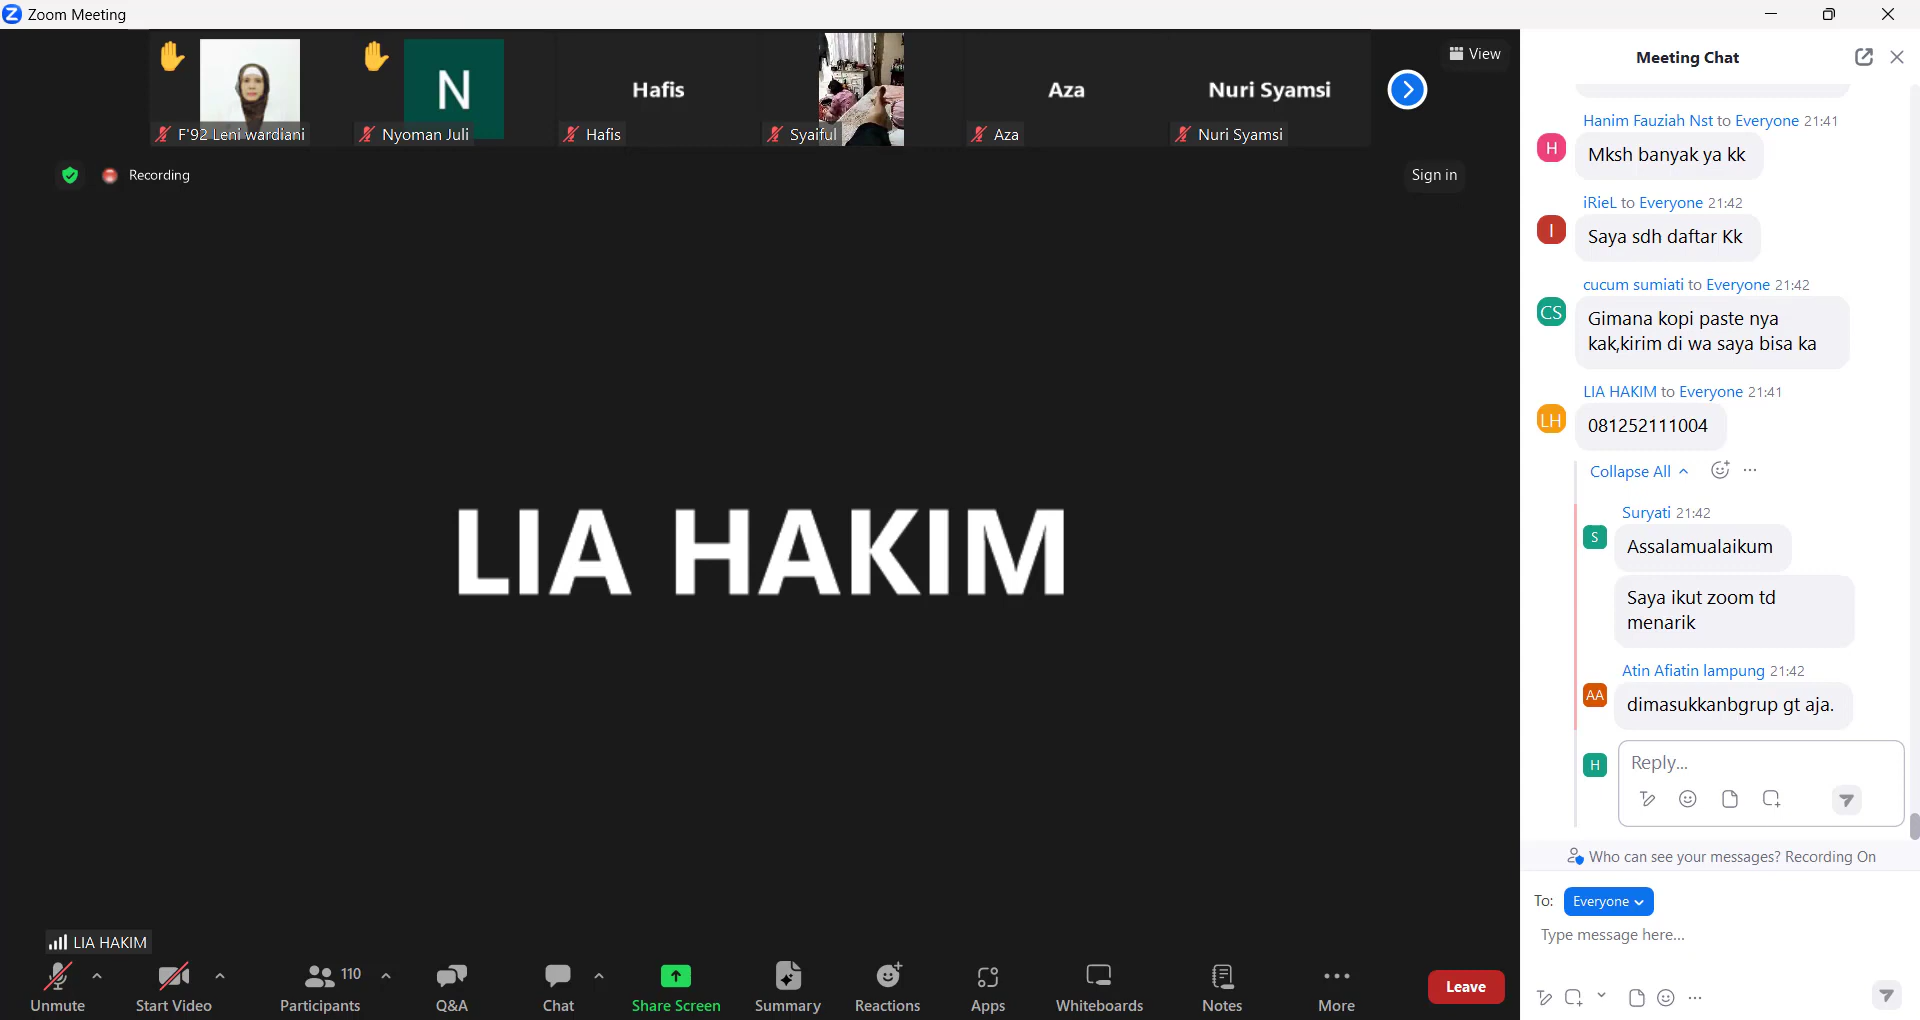 Zoom Meeting
N
Hafis
Aza
Nuri Syamsi
F'92 Leni wardiani
Nyoman Juli
Hafis
Syaiful
Aza
Nuri Syamsi
View
Recording
Sign in
LIA HAKIM
LIA HAKIM
Unmute
Start Video
110
Participants
Q&A
Chat
Share Screen
Summary
Reactions
Apps
Whiteboards
Notes
More
Leave
Meeting Chat
Hanim Fauziah Nst to Everyone 21:41
H
Mksh banyak ya kk
iRieL to Everyone 21:42
I
Saya sdh daftar Kk
cucum sumiati to Everyone 21:42
CS
Gimana kopi paste nya
kak,kirim di wa saya bisa ka
LIA HAKIM to Everyone 21:41
LH
081252111004
Collapse All
Suryati 21:42
S
Assalamualaikum
Saya ikut zoom td
menarik
Atin Afiatin lampung 21:42
AA
dimasukkanbgrup gt aja.
H
Reply...
Who can see your messages? Recording On
To: Everyone
Type message here...